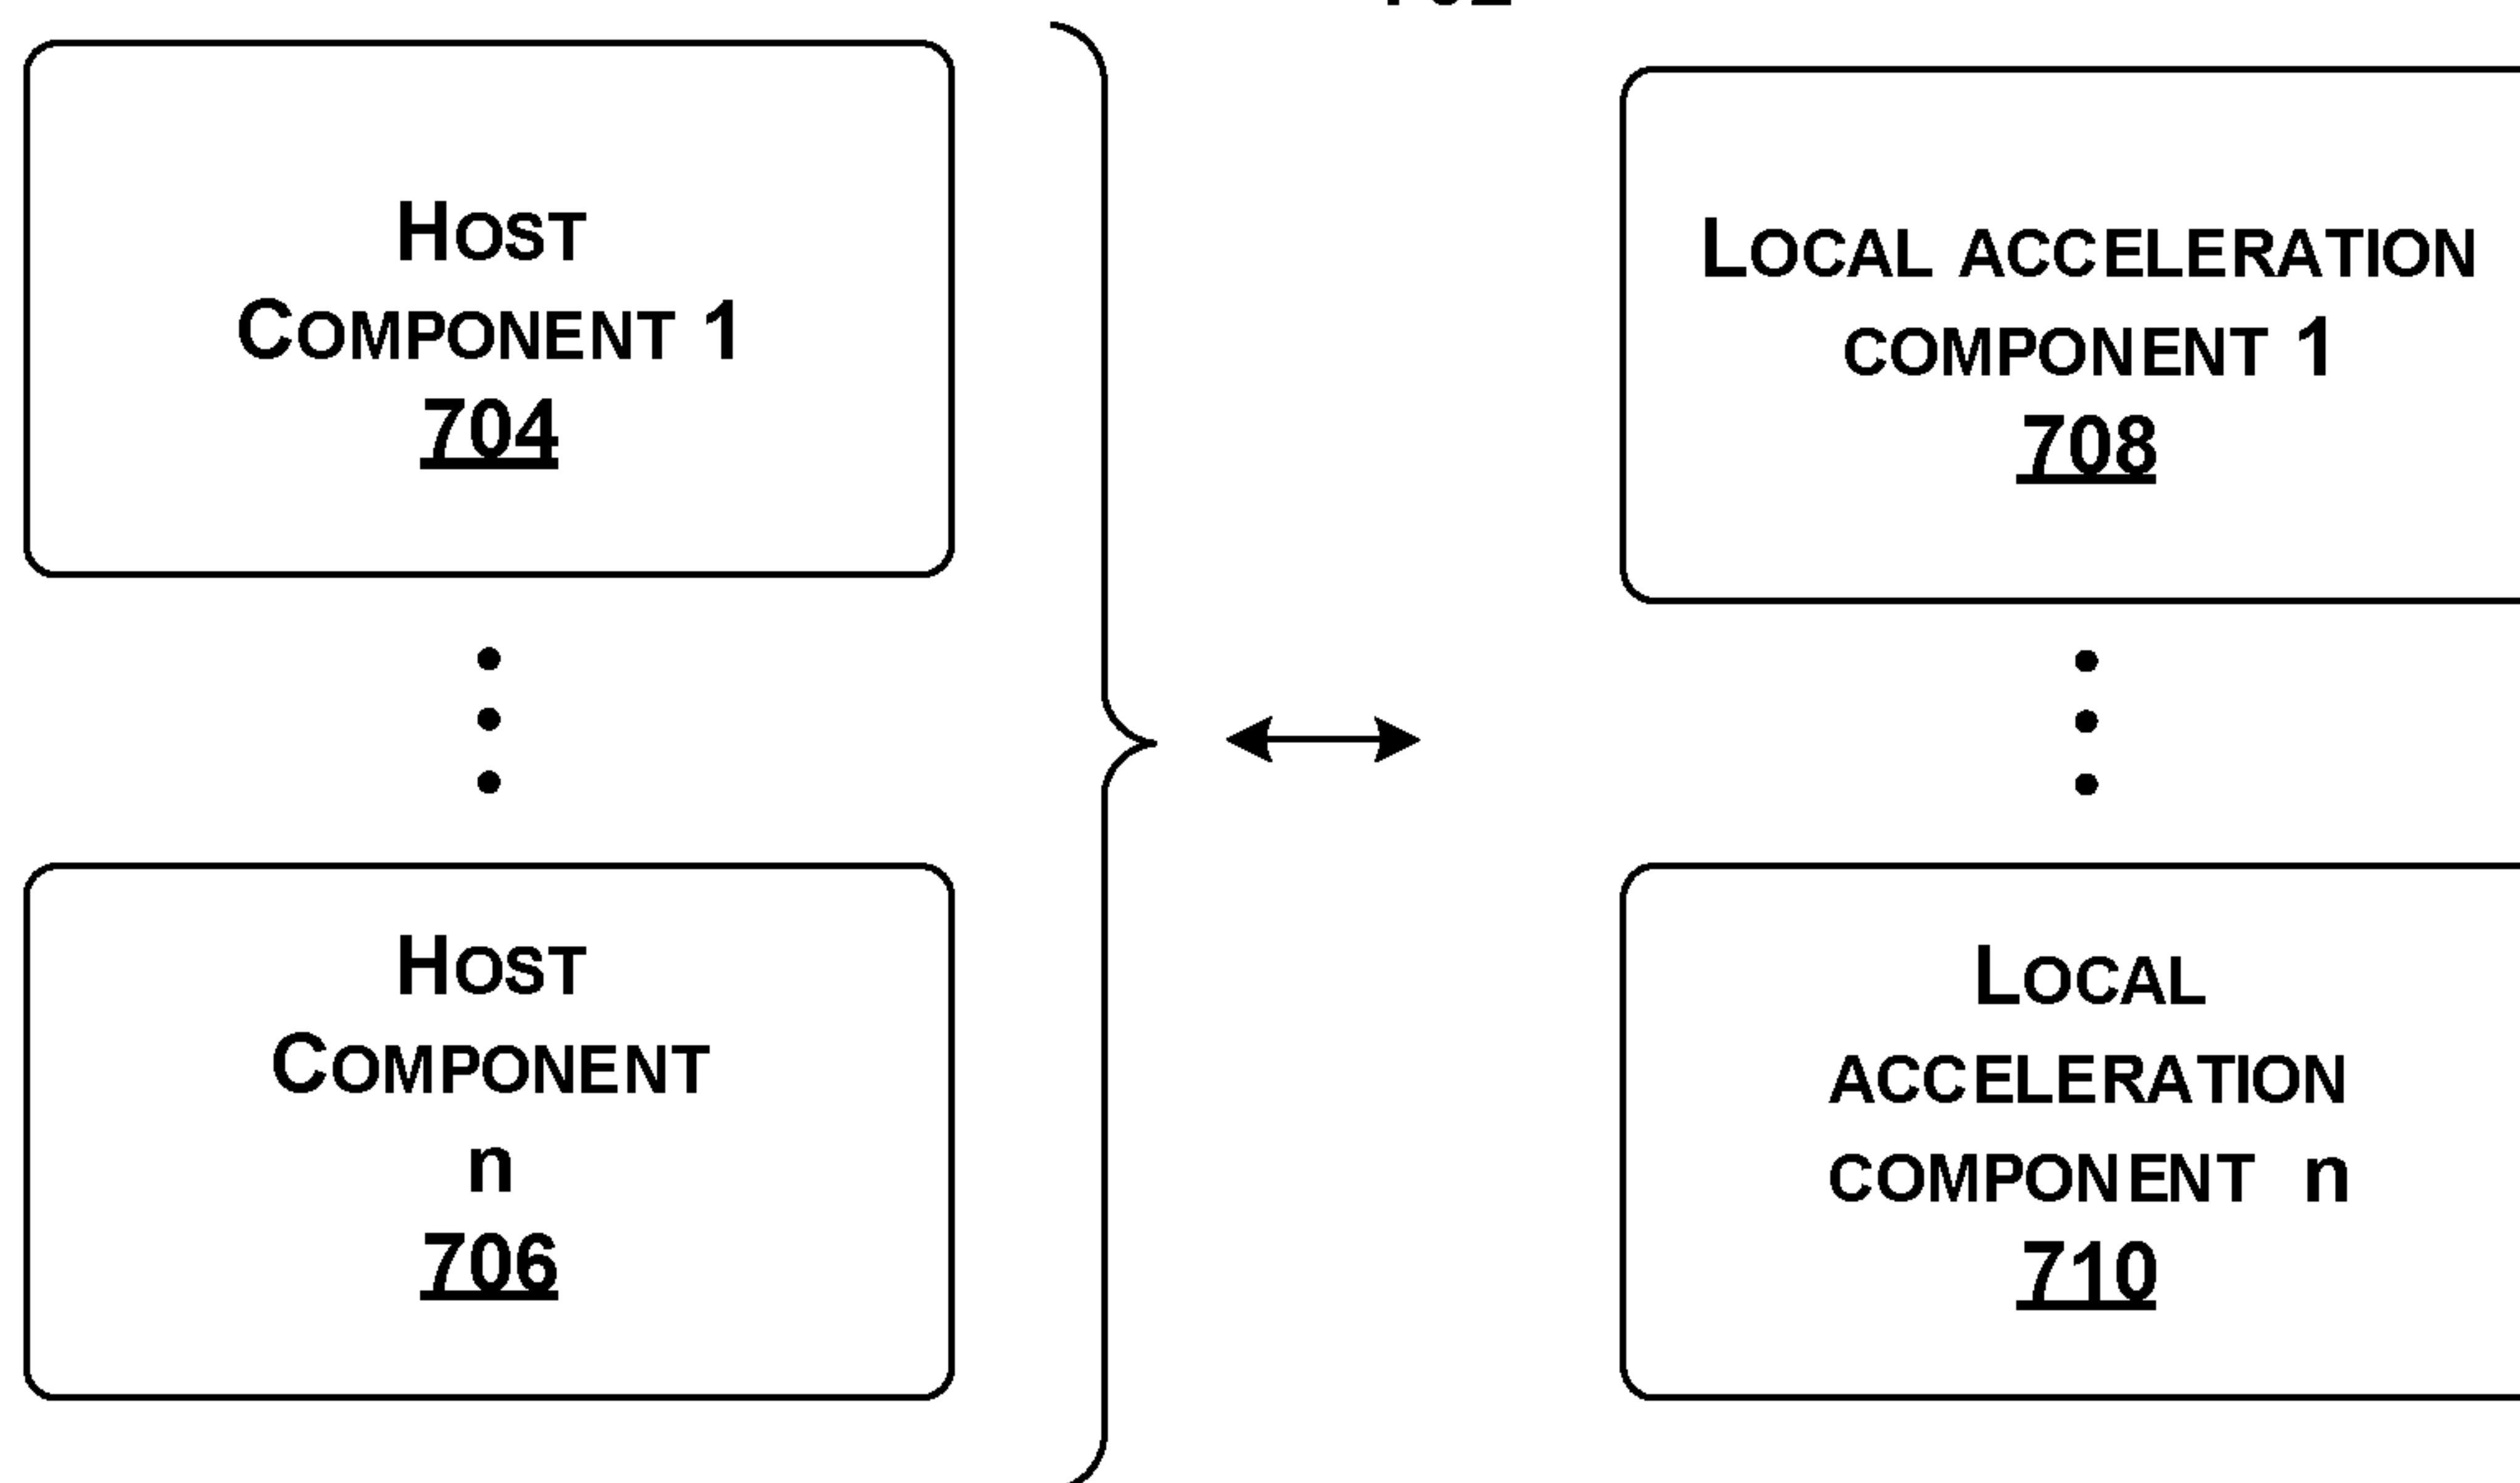 Host
Component 1
704
Local acceleration
component 1
708
Host
Component
n
706
Local
acceleration
component n
710